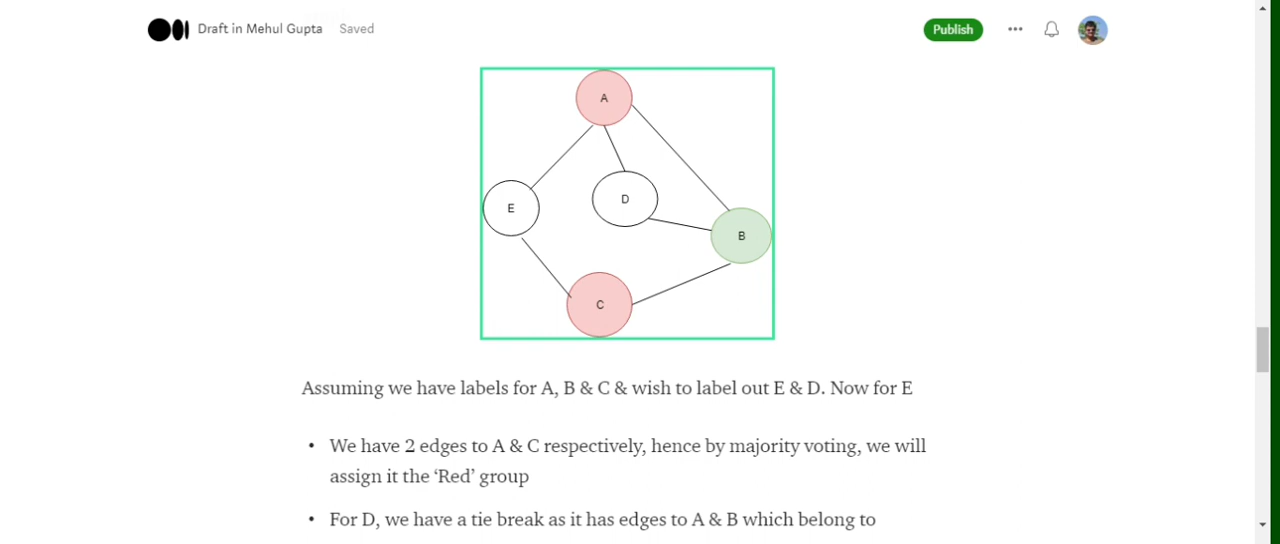 Draft in Mehul Gupta Saved
Publish
A
D
E
B
C
Assuming we have labels for A, B & C & wish to label out E & D. Now for E
• We have 2 edges to A & C respectively, hence by majority voting, we will
assign it the ‘Red’ group
• For D, we have a tie break as it has edges to A & B which belong to